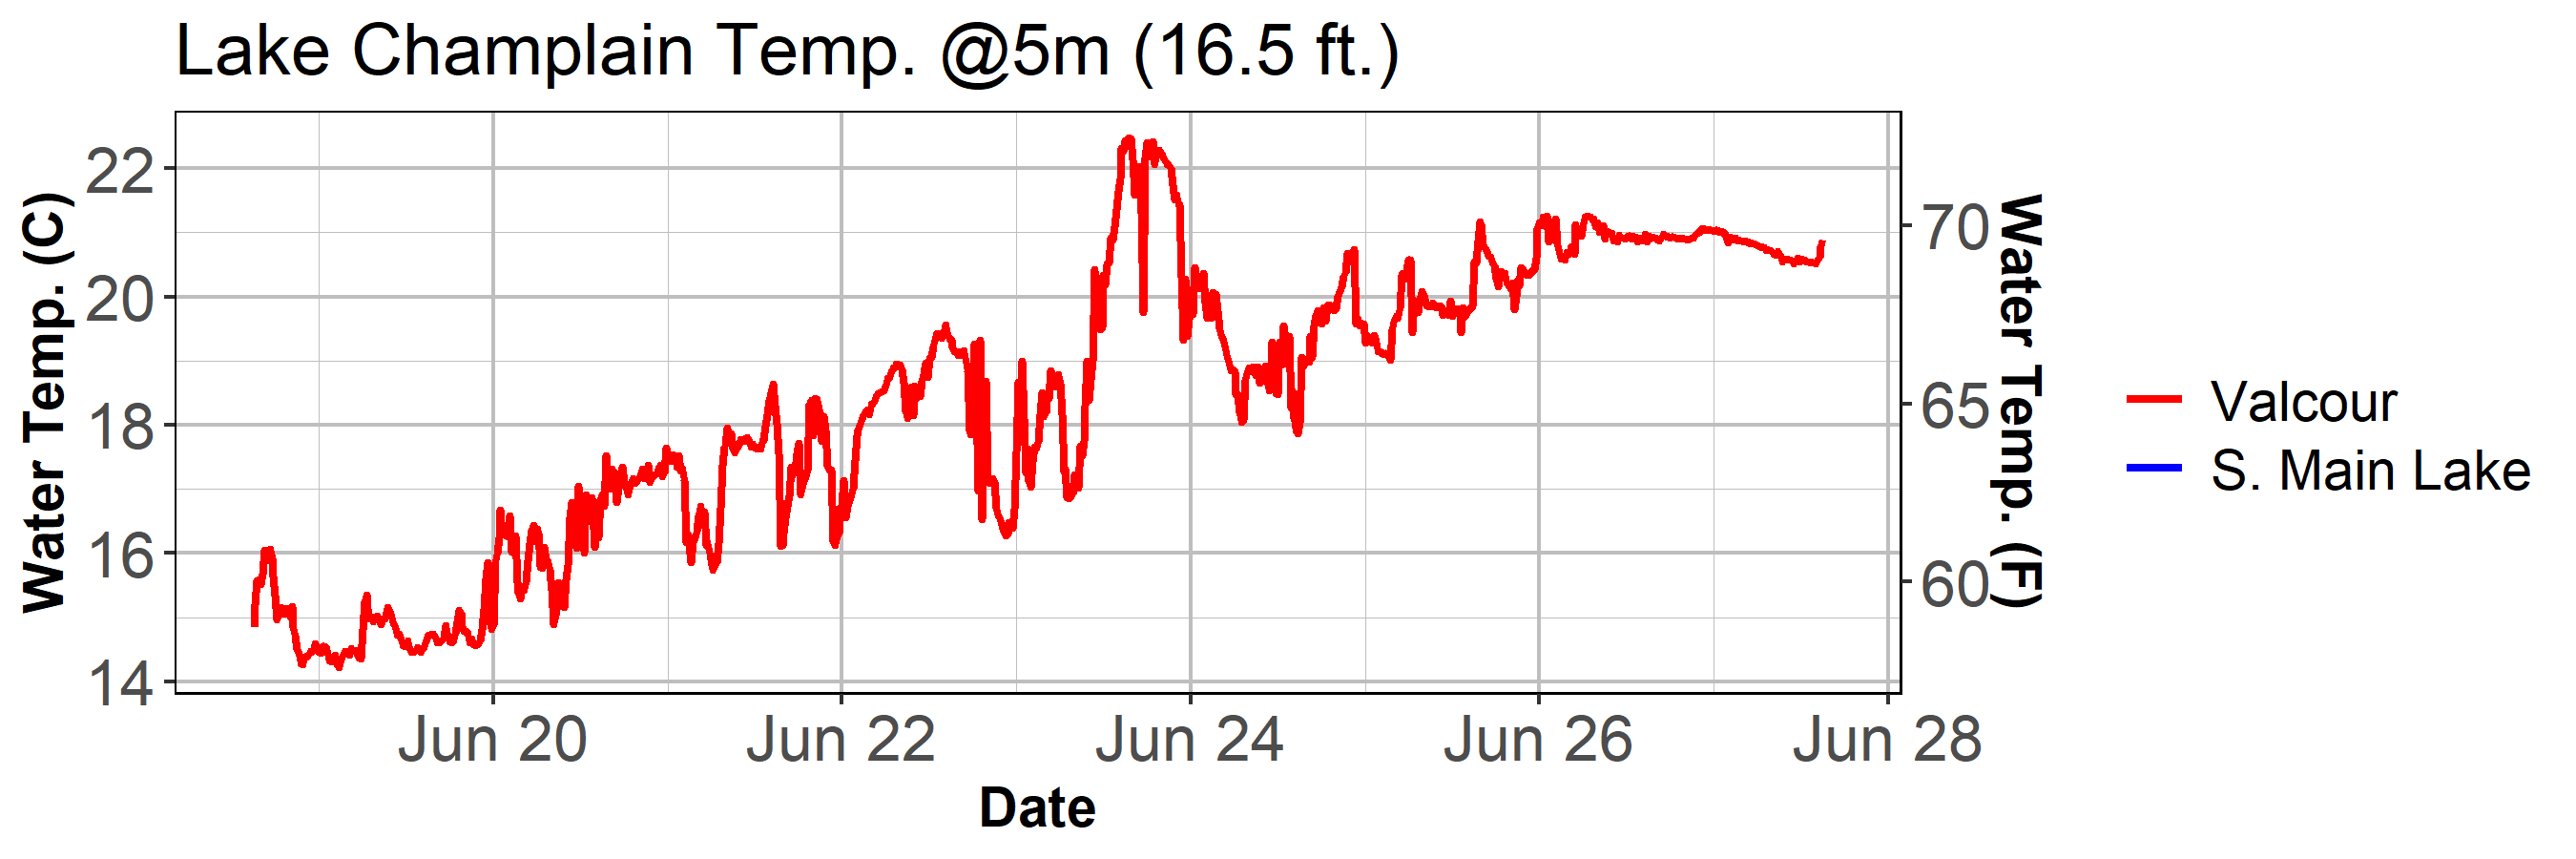 Lake Champlain Temp. @5m (16.5 ft.)
Water Temp. (C)
22
20
18
16
14
70
65
60
Water Temp. (F)
Jun 20
Jun 22
Jun 24
Jun 26
Jun 28
Date
Valcour
S. Main Lake